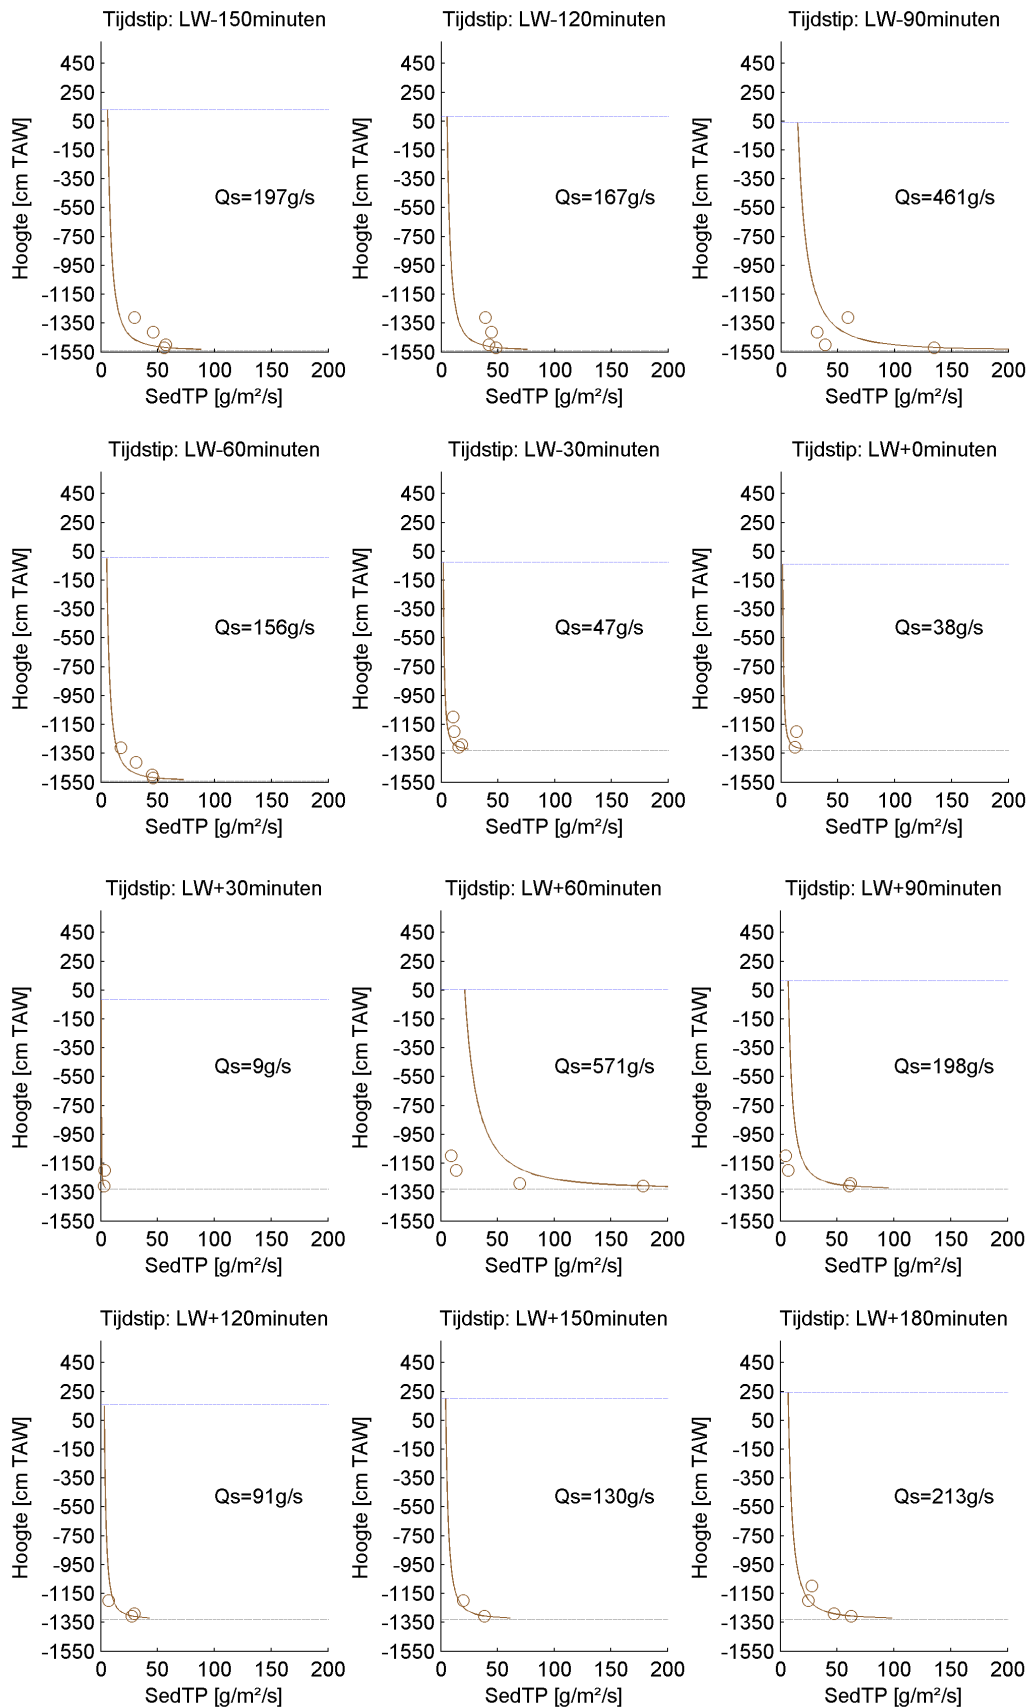 Tijdstip: LW-150minuten
Tijdstip: LW-120minuten
Tijdstip: LW-90minuten
Hoogte [cm TAW]
450
250
50
-150
-350
-550
-750
-950
-1150
-1350
-1550
Qs=197g/s
0 50 100 150 200
SedTP [g/m²/s]
Hoogte [cm TAW]
450
250
50
-150
-350
-550
-750
-950
-1150
-1350
-1550
Qs=167g/s
0 50 100 150 200
SedTP [g/m²/s]
Hoogte [cm TAW]
450
250
50
-150
-350
-550
-750
-950
-1150
-1350
-1550
Qs=461g/s
0 50 100 150 200
SedTP [g/m²/s]
Tijdstip: LW-60minuten
Tijdstip: LW-30minuten
Tijdstip: LW+0minuten
Hoogte [cm TAW]
450
250
50
-150
-350
-550
-750
-950
-1150
-1350
-1550
Qs=156g/s
0 50 100 150 200
SedTP [g/m²/s]
Hoogte [cm TAW]
450
250
50
-150
-350
-550
-750
-950
-1150
-1350
-1550
Qs=47g/s
0 50 100 150 200
SedTP [g/m²/s]
Hoogte [cm TAW]
450
250
50
-150
-350
-550
-750
-950
-1150
-1350
-1550
Qs=38g/s
0 50 100 150 200
SedTP [g/m²/s]
Tijdstip: LW+30minuten
Tijdstip: LW+60minuten
Tijdstip: LW+90minuten
Hoogte [cm TAW]
450
250
50
-150
-350
-550
-750
-950
-1150
-1350
-1550
Qs=9g/s
0 50 100 150 200
SedTP [g/m²/s]
Hoogte [cm TAW]
450
250
50
-150
-350
-550
-750
-950
-1150
-1350
-1550
Qs=571g/s
0 50 100 150 200
SedTP [g/m²/s]
Hoogte [cm TAW]
450
250
50
-150
-350
-550
-750
-950
-1150
-1350
-1550
Qs=198g/s
0 50 100 150 200
SedTP [g/m²/s]
Tijdstip: LW+120minuten
Tijdstip: LW+150minuten
Tijdstip: LW+180minuten
Hoogte [cm TAW]
450
250
50
-150
-350
-550
-750
-950
-1150
-1350
-1550
Qs=91g/s
0 50 100 150 200
SedTP [g/m²/s]
Hoogte [cm TAW]
450
250
50
-150
-350
-550
-750
-950
-1150
-1350
-1550
Qs=130g/s
0 50 100 150 200
SedTP [g/m²/s]
Hoogte [cm TAW]
450
250
50
-150
-350
-550
-750
-950
-1150
-1350
-1550
Qs=213g/s
0 50 100 150 200
SedTP [g/m²/s]